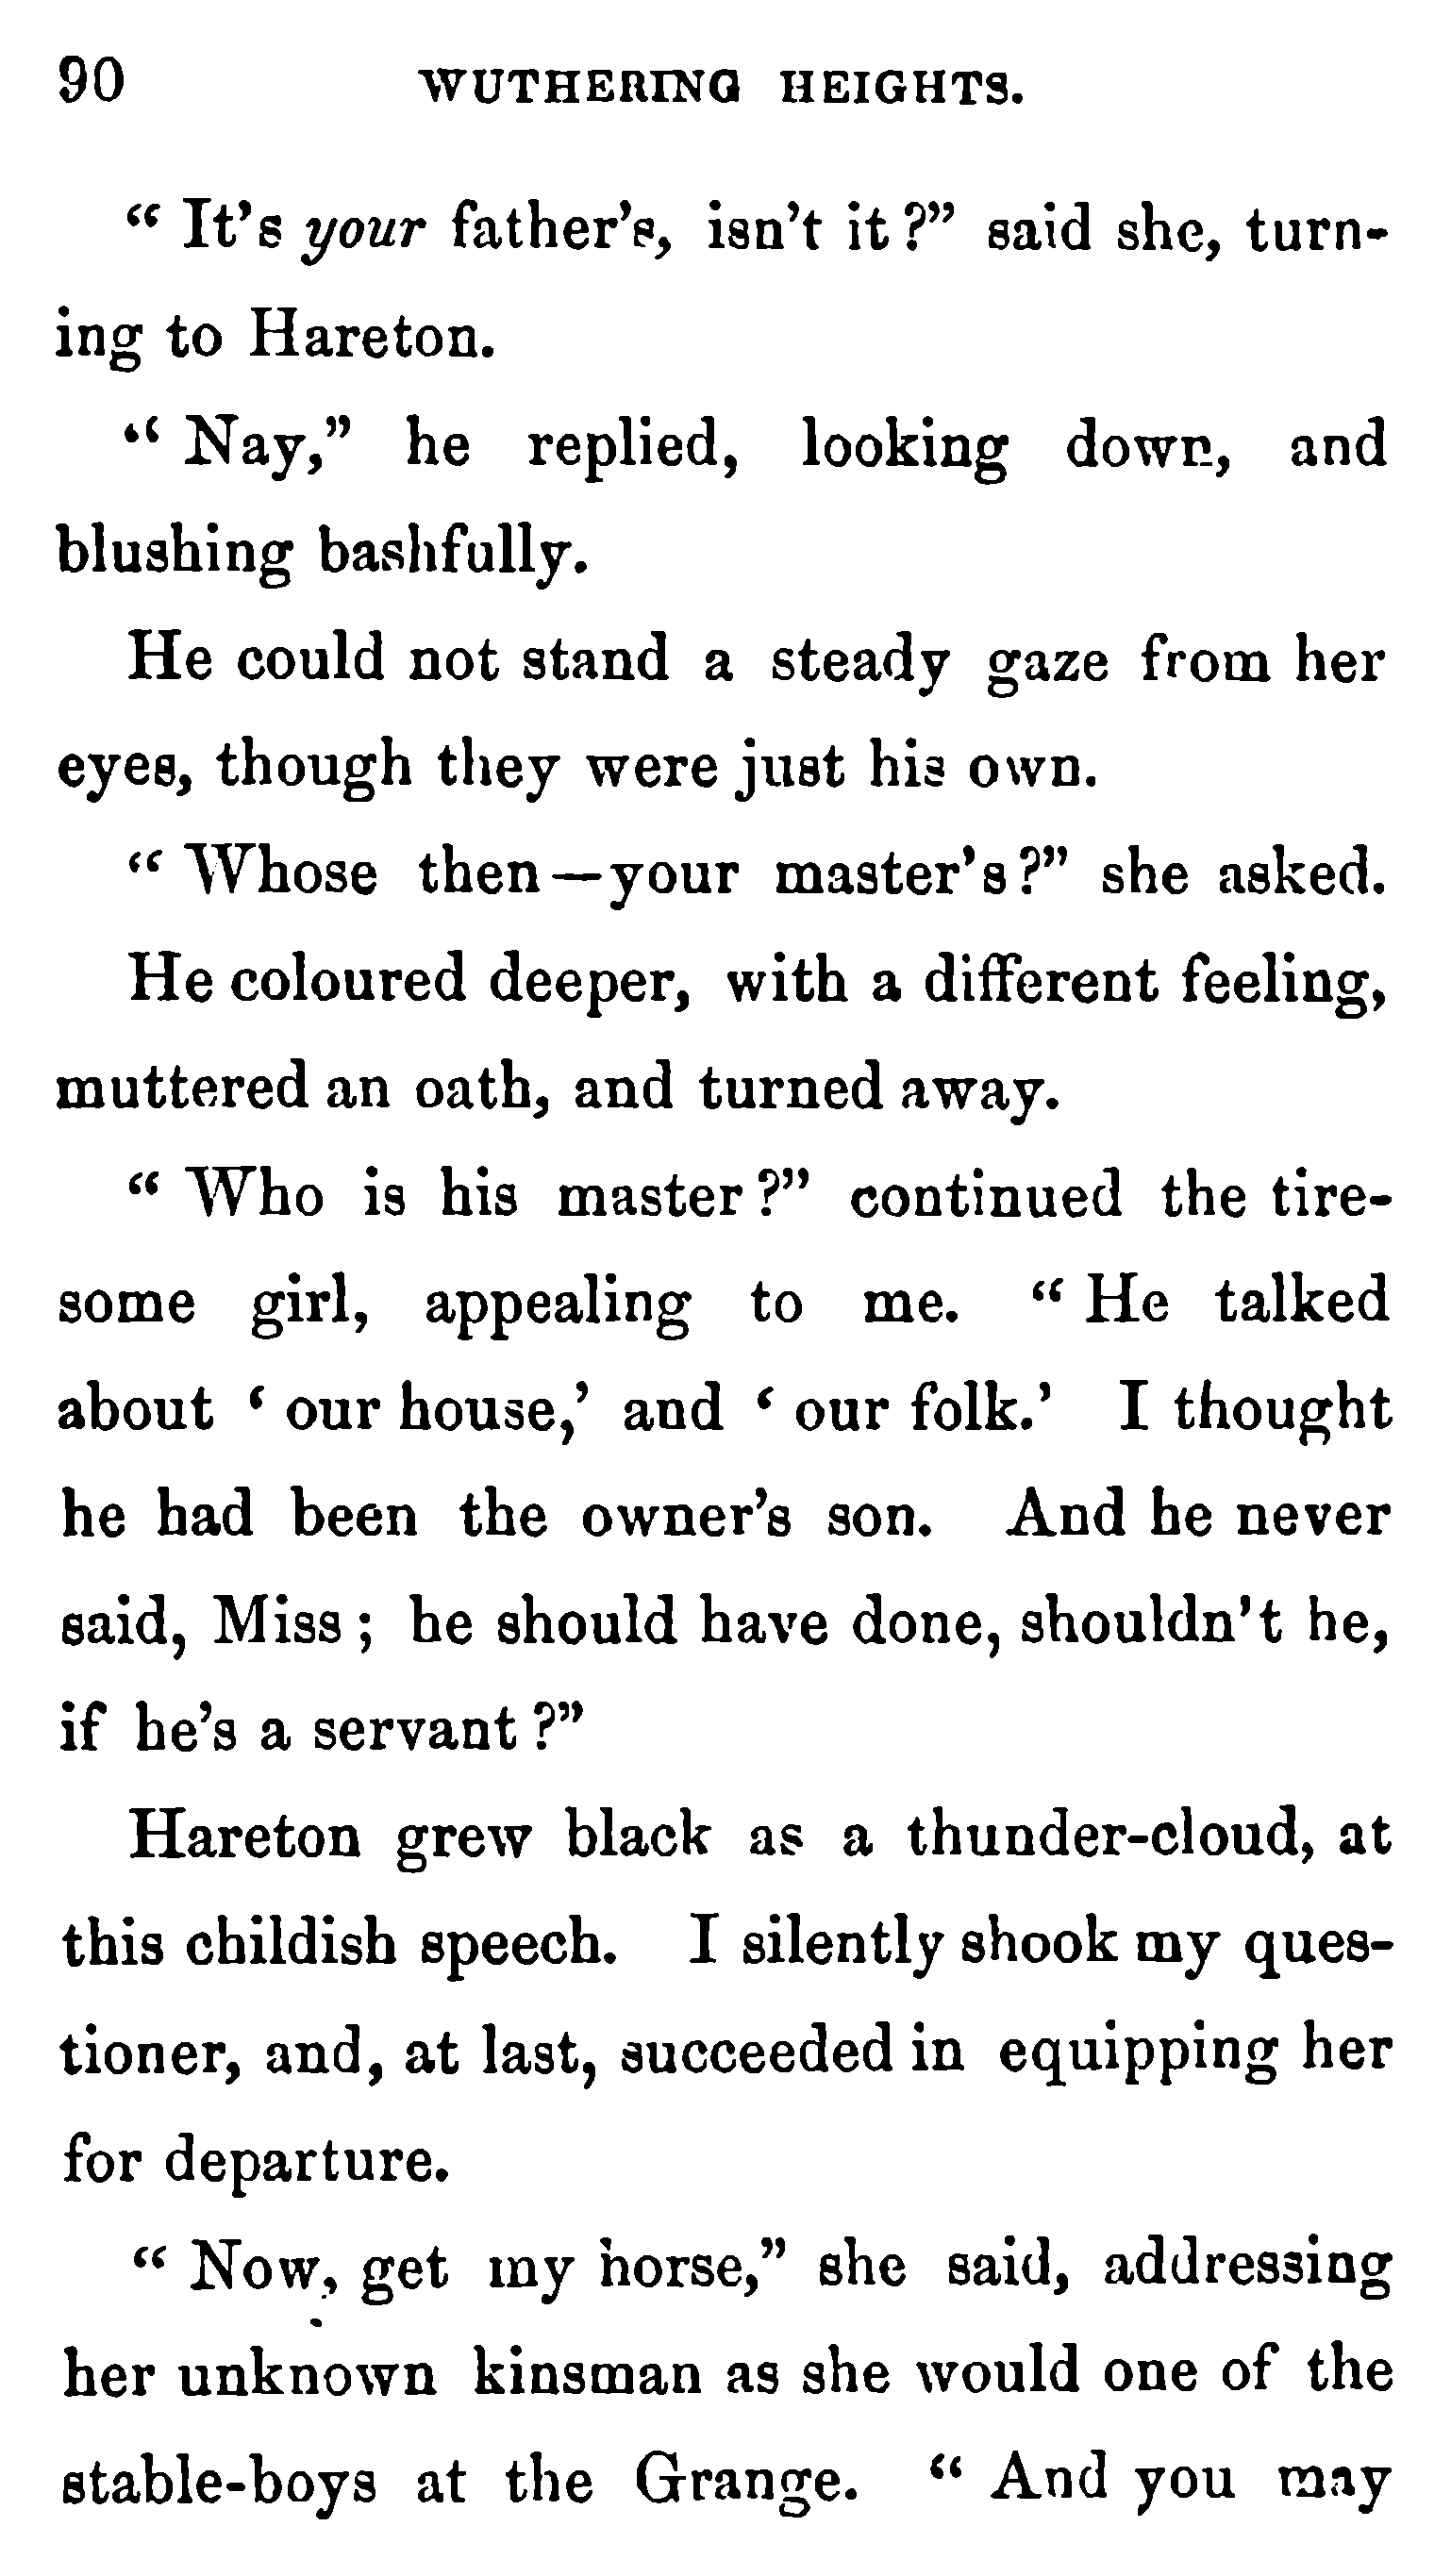 90 WUTHERING HEIGHTS.
“ It’s your father’s, isn’t it ?” said she, turn-
ing to Hareton.
“ Nay,” he replied, looking down, and
blushing bashfully.
He could not stand a steady gaze from her
eyes, though they were just his own.
“ Whose then—your master’s ?” she asked.
He coloured deeper, with a different feeling,
muttered an oath, and turned away.
“ Who is his master ?” continued the tire-
some girl, appealing to me. “ He talked
about ‘ our house,’ and ‘ our folk.’ I thought
he had been the owner’s son. And he never
said, Miss ; he should have done, shouldn’t he,
if he’s a servant ?”
Hareton grew black as a thunder-cloud, at
this childish speech. I silently shook my ques-
tioner, and, at last, succeeded in equipping her
for departure.
“ Now, get my horse,” she said, addressing
her unknown kinsman as she would one of the
stable-boys at the Grange. “ And you may